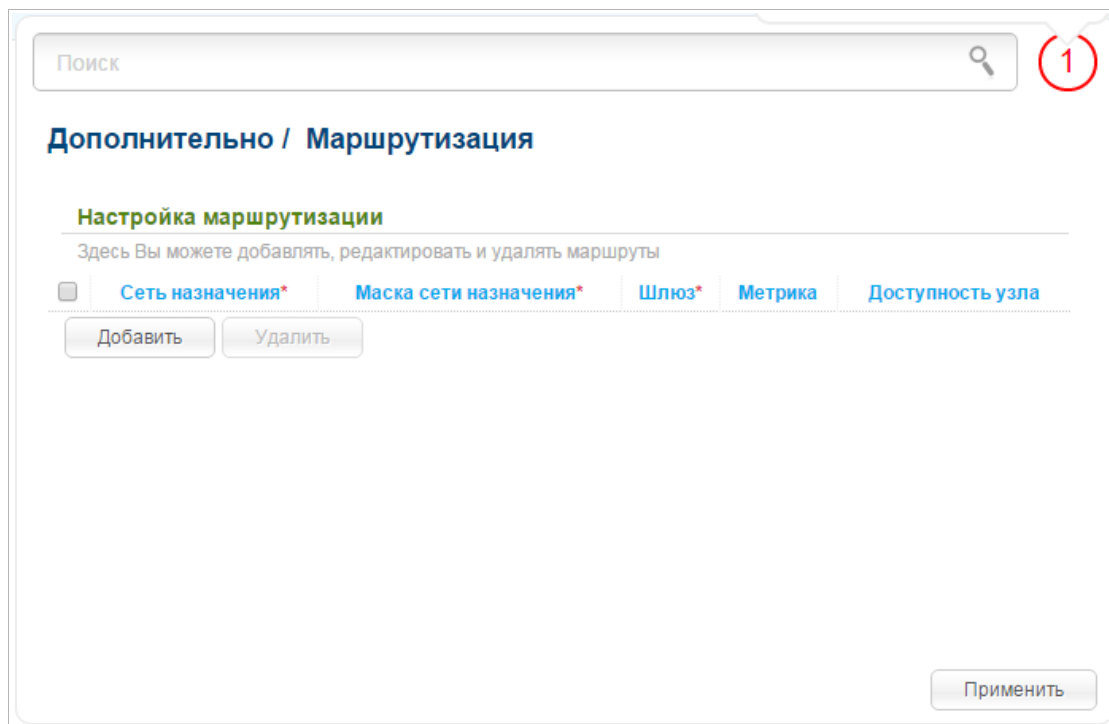 Поиск
1
Дополнительно / Маршрутизация
Настройка маршрутизации
Здесь Вы можете добавлять, редактировать и удалять маршруты
Сеть назначения* Маска сети назначения* Шлюз* Метрика Доступность узла
Добавить Удалить
Применить